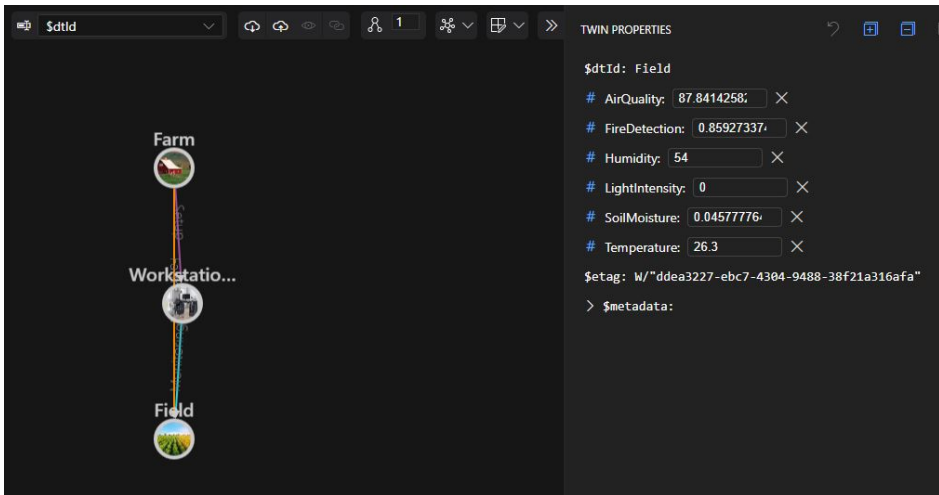 $dtId
1
TWIN PROPERTIES
$dtId: Field
# AirQuality: 87.84142582
# FireDetection: 0.85927337
# Humidity: 54
# LightIntensity: 0
# SoilMoisture: 0.04577776
# Temperature: 26.3
$etag: W/"ddea3227-ebc7-4304-9488-38f21a316afa"
> $metadata:
Farm
Workstatio...
Field